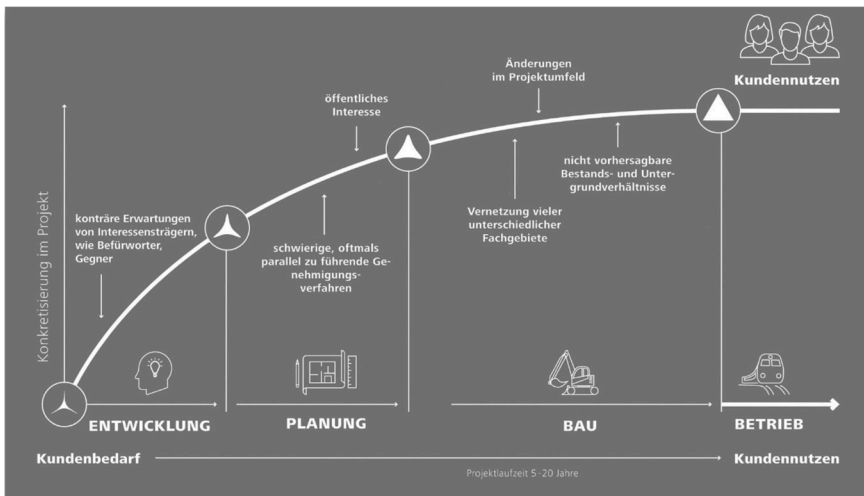 Kundennutzen
Änderungen
im Projektumfeld
öffentliches
Interesse
nicht vorhersagbare
Bestands- und Unter-
grundverhältnisse
Vernetzung vieler
unterschiedlicher
Fachgebiete
konträre Erwartungen
von Interessensträgern,
wie Befürworter,
Gegner
schwierige, oftmals
parallel zu führende Ge-
nehmigungs-
verfahren
Konkretisierung im Projekt
ENTWICKLUNG
PLANUNG
BAU
BETRIEB
Kundenbedarf
Projektlaufzeit 5-20 Jahre
Kundennutzen